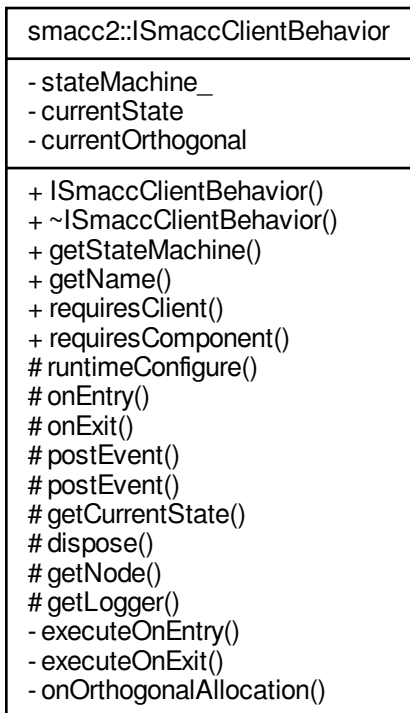 smacc2::ISmaccClientBehavior
- stateMachine_
- currentState
- currentOrthogonal
+ ISmaccClientBehavior()
+ ~ISmaccClientBehavior()
+ getStateMachine()
+ getName()
+ requiresClient()
+ requiresComponent()
# runtimeConfigure()
# onEntry()
# onExit()
# postEvent()
# postEvent()
# getCurrentState()
# dispose()
# getNode()
# getLogger()
- executeOnEntry()
- executeOnExit()
- onOrthogonalAllocation()